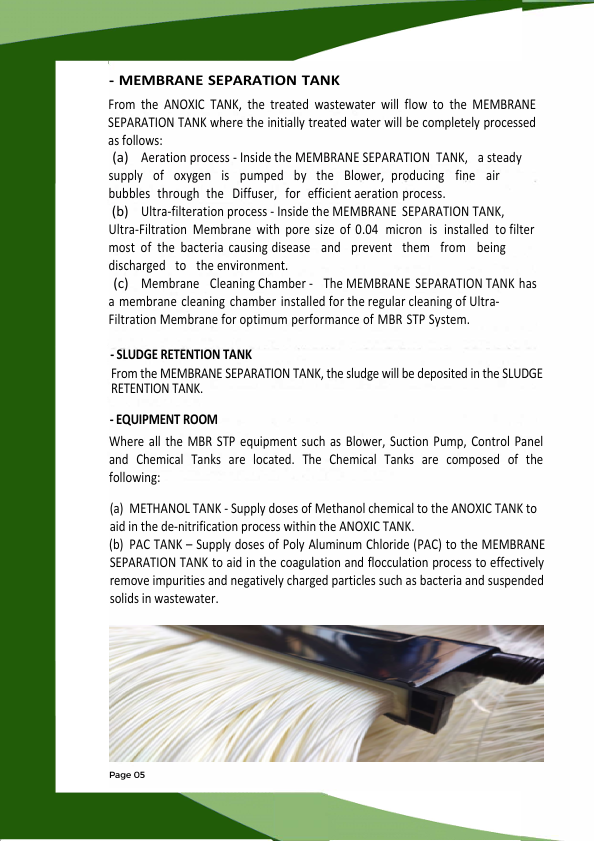 - MEMBRANE SEPARATION TANK
From the ANOXIC TANK, the treated wastewater will flow to the MEMBRANE
SEPARATION TANK where the initially treated water will be completely processed
as follows:
(a) Aeration process - Inside the MEMBRANE SEPARATION TANK, a steady
supply of oxygen is pumped by the Blower, producing fine air
bubbles through the Diffuser, for efficient aeration process.
(b) Ultra-filteration process - Inside the MEMBRANE SEPARATION TANK,
Ultra-Filtration Membrane with pore size of 0.04 micron is installed to filter
most of the bacteria causing disease and prevent them from being
discharged to the environment.
(c) Membrane Cleaning Chamber - The MEMBRANE SEPARATION TANK has
a membrane cleaning chamber installed for the regular cleaning of Ultra-
Filtration Membrane for optimum performance of MBR STP System.
- SLUDGE RETENTION TANK
From the MEMBRANE SEPARATION TANK, the sludge will be deposited in the SLUDGE
RETENTION TANK.
- EQUIPMENT ROOM
Where all the MBR STP equipment such as Blower, Suction Pump, Control Panel
and Chemical Tanks are located. The Chemical Tanks are composed of the
following:
(a) METHANOL TANK - Supply doses of Methanol chemical to the ANOXIC TANK to
aid in the de-nitrification process within the ANOXIC TANK.
(b) PAC TANK – Supply doses of Poly Aluminum Chloride (PAC) to the MEMBRANE
SEPARATION TANK to aid in the coagulation and flocculation process to effectively
remove impurities and negatively charged particles such as bacteria and suspended
solids in wastewater.
Page 05